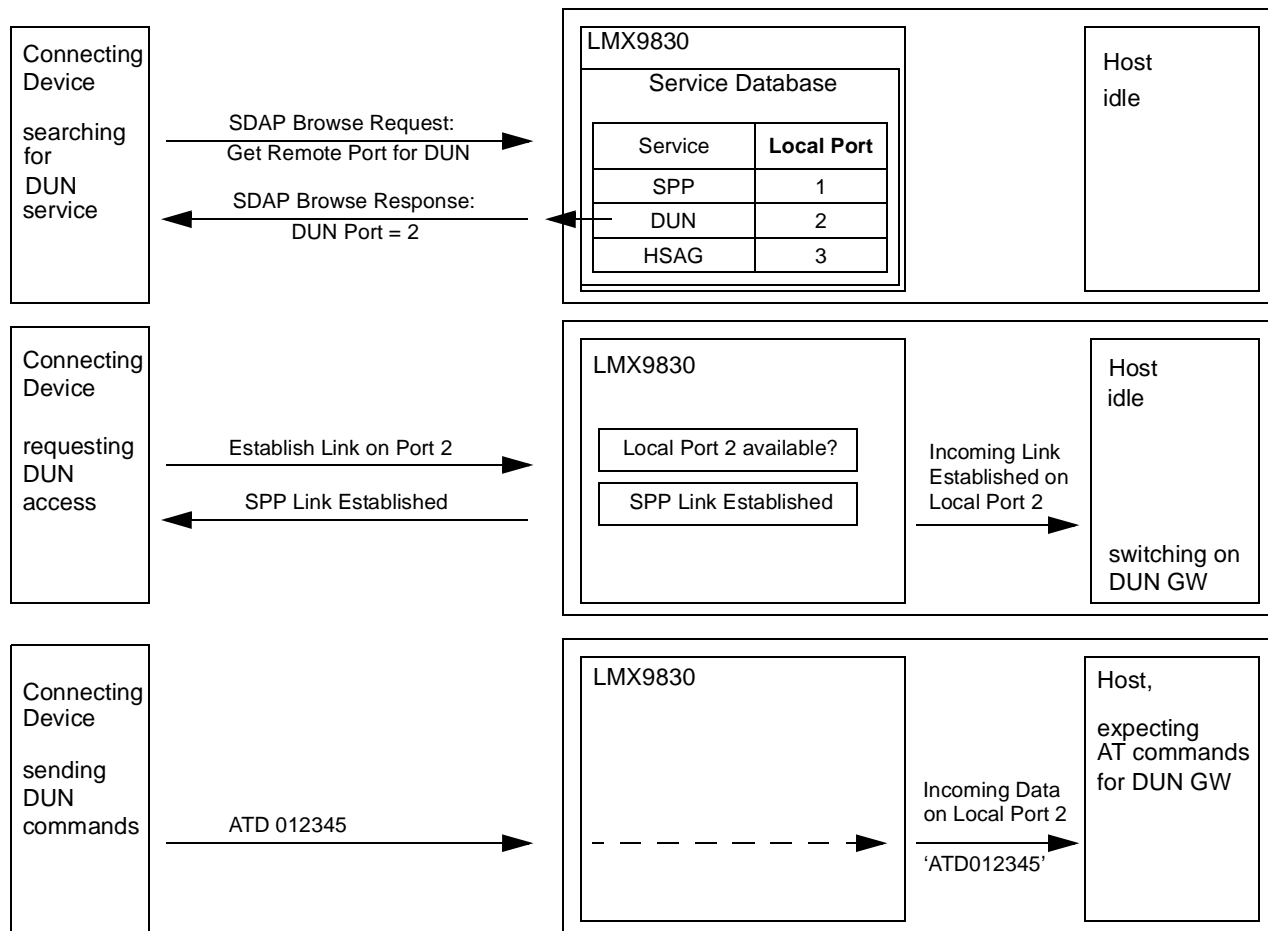 Connecting
Device
searching
for
DUN
service
SDAP Browse Request:
Get Remote Port for DUN
SDAP Browse Response:
DUN Port = 2
LMX9830
Service Database
Service Local Port
SPP 1
DUN 2
HSAG 3
Host
idle
Connecting
Device
requesting
DUN
access
Establish Link on Port 2
SPP Link Established
LMX9830
Local Port 2 available?
SPP Link Established
Incoming Link
Established on
Local Port 2
Host
idle
switching on
DUN GW
Connecting
Device
sending
DUN
commands
ATD 012345
LMX9830
Incoming Data
on Local Port 2
‘ATD012345’
Host,
expecting
AT commands
for DUN GW